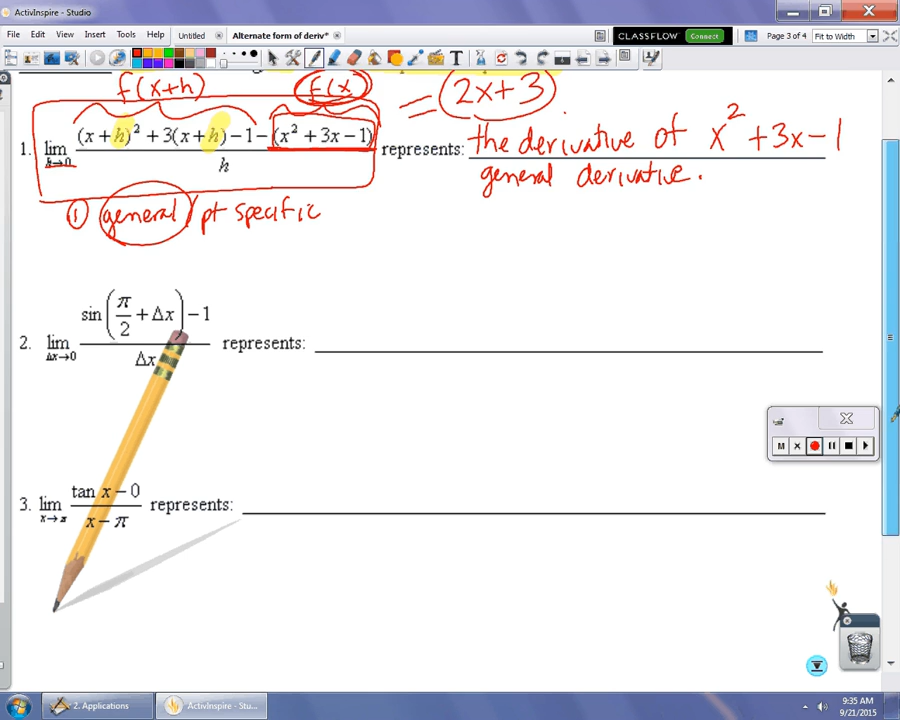 ActivInspire - Studio
File Edit View Insert Tools Help
Untitled
Alternate form of deriv*
CLASSFLOW Connect
Page 3 of 4
Fit to Width
f(x+h) f(x) = (2x+3)
1. lim h→0 ((x + h)² + 3(x + h) − 1 − (x² + 3x − 1)) / h represents: the derivative of x² + 3x − 1
general derivative.
① general / pt specific
2. lim Δx→0 (sin(π/2 + Δx) − 1) / Δx represents:
3. lim x→π (tan x − 0) / (x − π) represents:
M
2. Applications
ActivInspire - Stu...
9:35 AM
9/21/2015